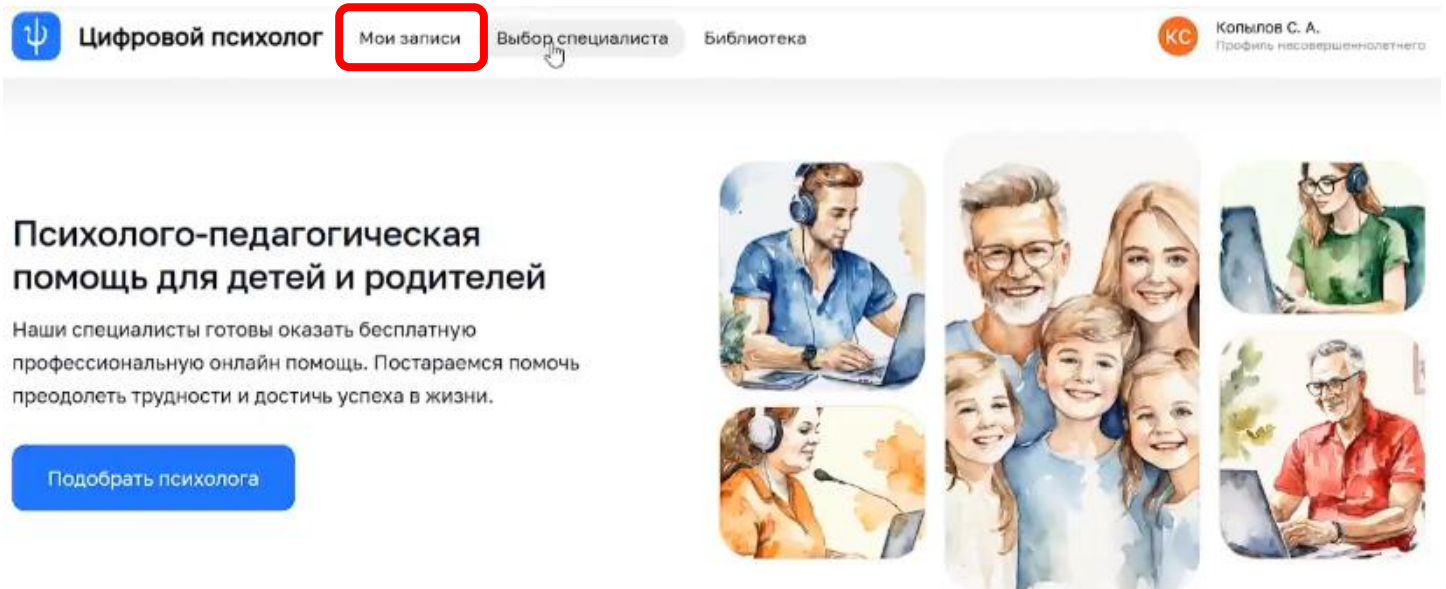 Ψ Цифровой психолог Мои записи Выбор специалиста Библиотека КС Копылов С. А.
Профиль несовершеннолетнего
Психолого-педагогическая
помощь для детей и родителей
Наши специалисты готовы оказать бесплатную
профессиональную онлайн помощь. Постараемся помочь
преодолеть трудности и достичь успеха в жизни.
Подобрать психолога